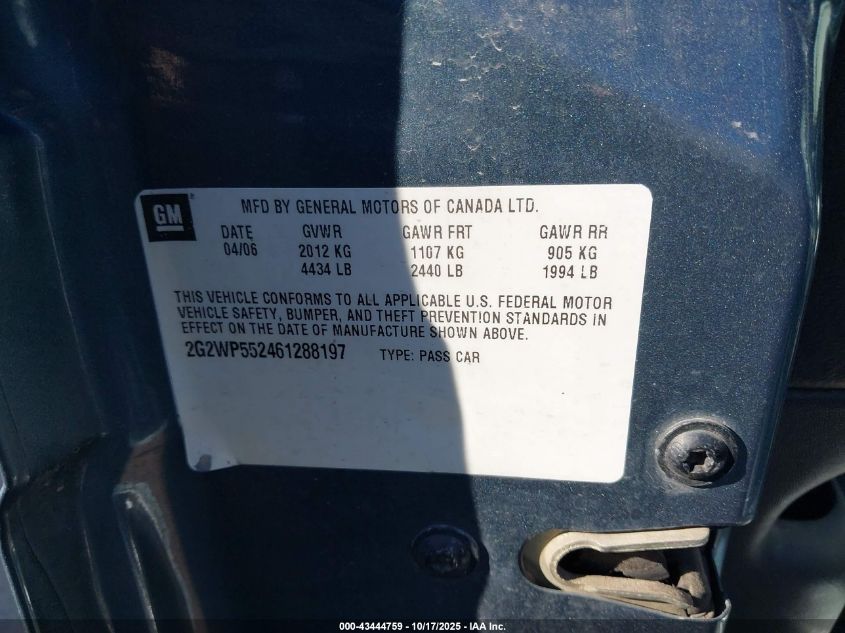 GM
MFD BY GENERAL MOTORS OF CANADA LTD.
DATE GVWR GAWR FRT GAWR RR
04/06 2012 KG 1107 KG 905 KG
4434 LB 2440 LB 1994 LB
THIS VEHICLE CONFORMS TO ALL APPLICABLE U.S. FEDERAL MOTOR
VEHICLE SAFETY, BUMPER, AND THEFT PREVENTION STANDARDS IN
EFFECT ON THE DATE OF MANUFACTURE SHOWN ABOVE.
2G2WP552461288197 TYPE: PASS CAR
000-43444759 - 10/17/2025 - IAA Inc.